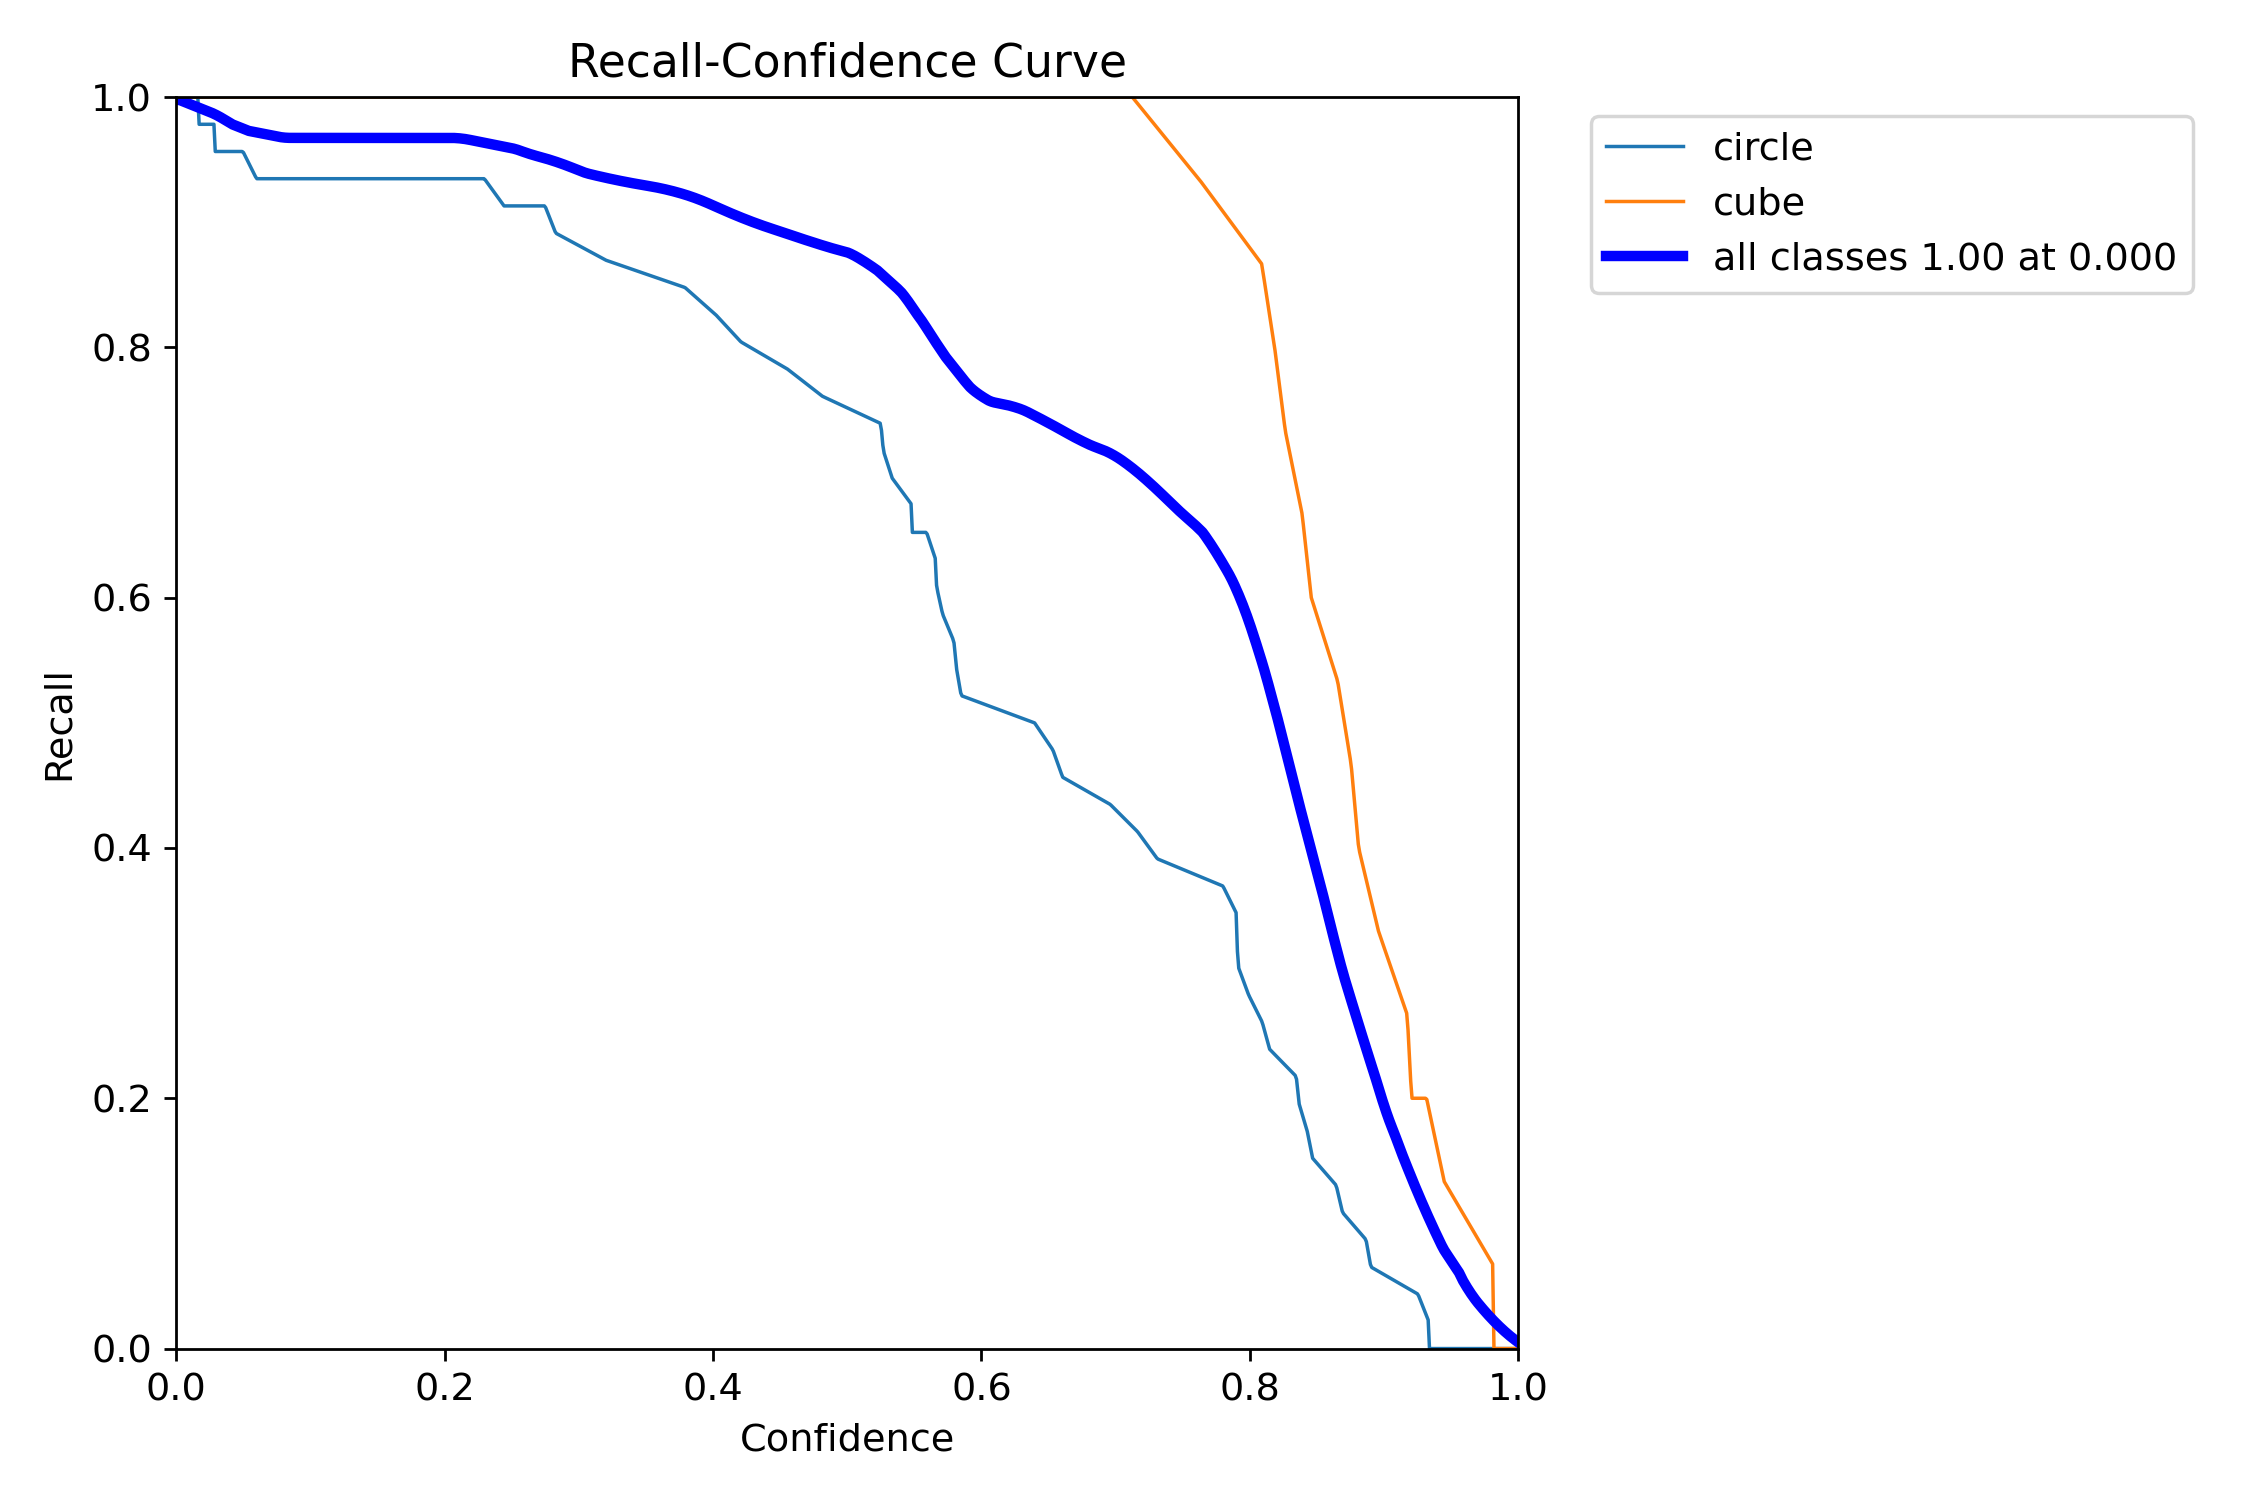 Recall-Confidence Curve
1.0
0.8
0.6
0.4
0.2
0.0
Recall
0.0 0.2 0.4 0.6 0.8 1.0
Confidence
circle
cube
all classes 1.00 at 0.000